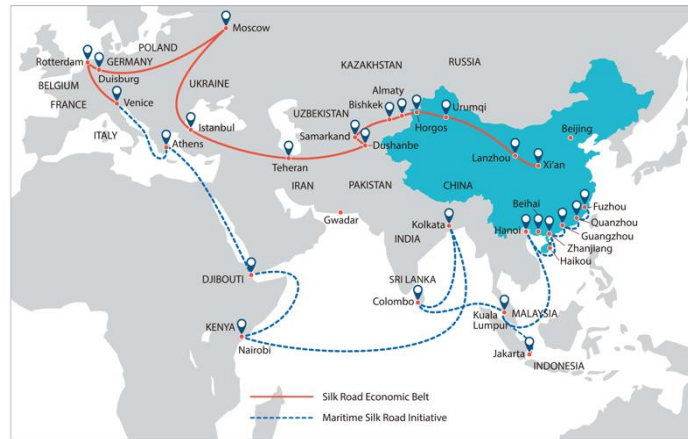 Moscow
POLAND
Rotterdam
GERMANY
Duisburg
BELGIUM
FRANCE
Venice
UKRAINE
ITALY
Istanbul
Athens
KAZAKHSTAN
RUSSIA
Almaty
Bishkek
UZBEKISTAN
Samarkand
Horgos
Urumqi
Dushanbe
Teheran
Beijing
Lanzhou
Xi'an
IRAN
PAKISTAN
CHINA
Gwadar
Kolkata
INDIA
Beihai
Fuzhou
Quanzhou
Hanoi
Guangzhou
Zhanjiang
Haikou
DJIBOUTI
SRI LANKA
Colombo
KENYA
Nairobi
Kuala
Lumpur
MALAYSIA
Jakarta
INDONESIA
Silk Road Economic Belt
Maritime Silk Road Initiative